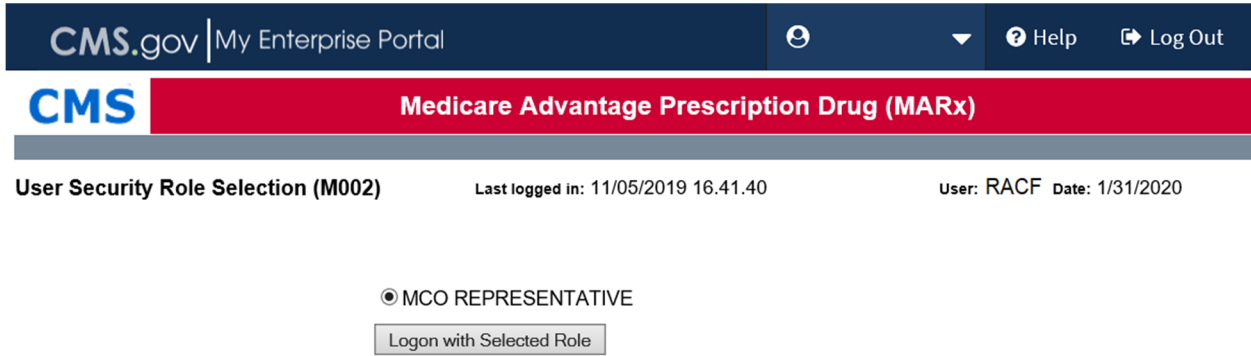 CMS.gov My Enterprise Portal Help Log Out
CMS Medicare Advantage Prescription Drug (MARx)
User Security Role Selection (M002) Last logged in: 11/05/2019 16.41.40 User: RACF Date: 1/31/2020
MCO REPRESENTATIVE
Logon with Selected Role